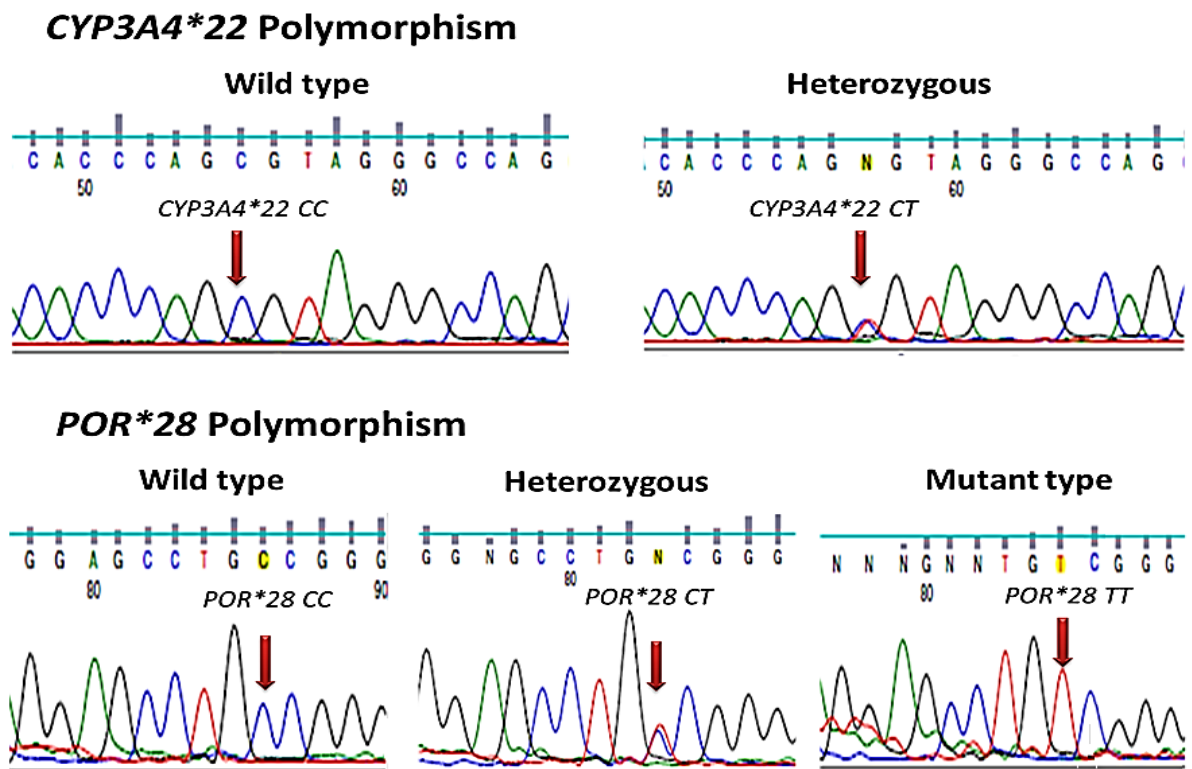 CYP3A4*22 Polymorphism
Wild type
Heterozygous
C A C C C A G C G T A G G G C C A G
50 60
C A C C C A G N G T A G G G C C A G
50 60
CYP3A4*22 CC
CYP3A4*22 CT
POR*28 Polymorphism
Wild type
Heterozygous
Mutant type
G G A G C C T G C C G G G
80 90
G G N G C C T G N C G G G
80
N N N G N N T G T C G G G
80
POR*28 CC
POR*28 CT
POR*28 TT